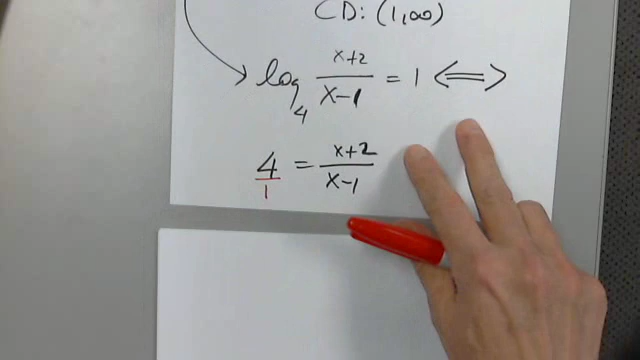 CD: (1,∞)
log₄ (x+2)/(x-1) = 1 <=>
4/1 = (x+2)/(x-1)